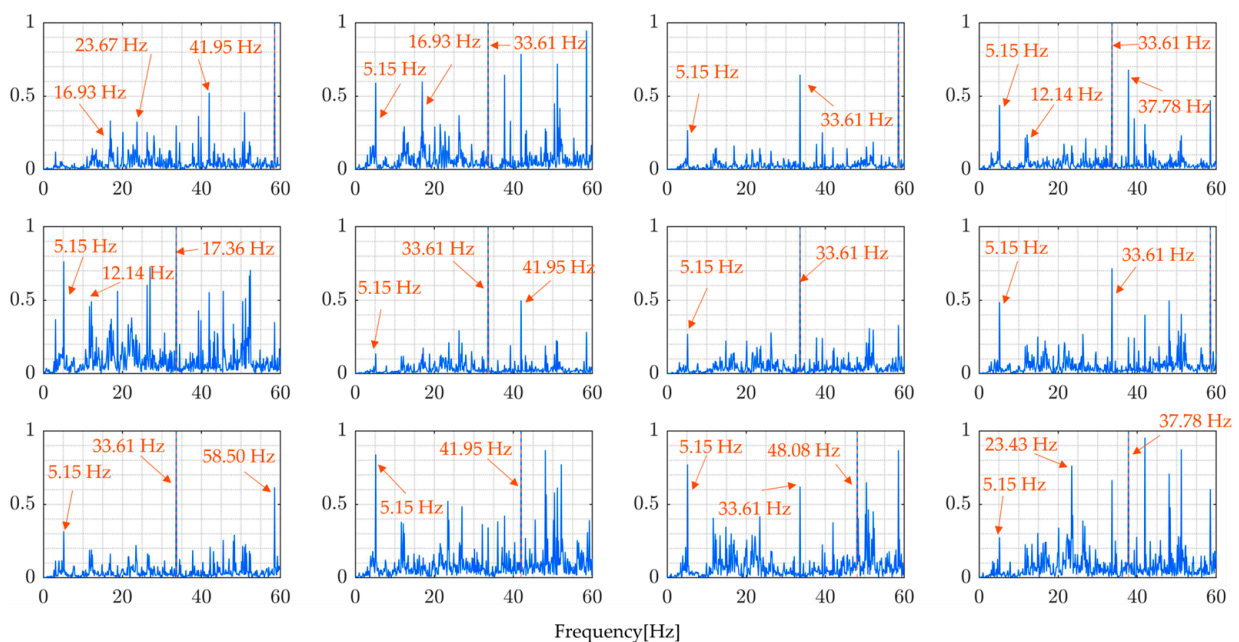 1
23.67 Hz
41.95 Hz
16.93 Hz
0.5
0
0 20 40 60
1
16.93 Hz
33.61 Hz
5.15 Hz
0.5
0
0 20 40 60
1
5.15 Hz
0.5
33.61 Hz
0
0 20 40 60
1
5.15 Hz
33.61 Hz
0.5
12.14 Hz
37.78 Hz
0
0 20 40 60
1
5.15 Hz
17.36 Hz
12.14 Hz
0.5
0
0 20 40 60
1
33.61 Hz
41.95 Hz
5.15 Hz
0.5
0
0 20 40 60
1
33.61 Hz
5.15 Hz
0.5
0
0 20 40 60
1
5.15 Hz
33.61 Hz
0.5
0
0 20 40 60
1
33.61 Hz
58.50 Hz
5.15 Hz
0.5
0
0 20 40 60
1
41.95 Hz
0.5
5.15 Hz
0
0 20 40 60
1
5.15 Hz
48.08 Hz
0.5
33.61 Hz
0
0 20 40 60
1
37.78 Hz
23.43 Hz
5.15 Hz
0.5
0
0 20 40 60
Frequency[Hz]